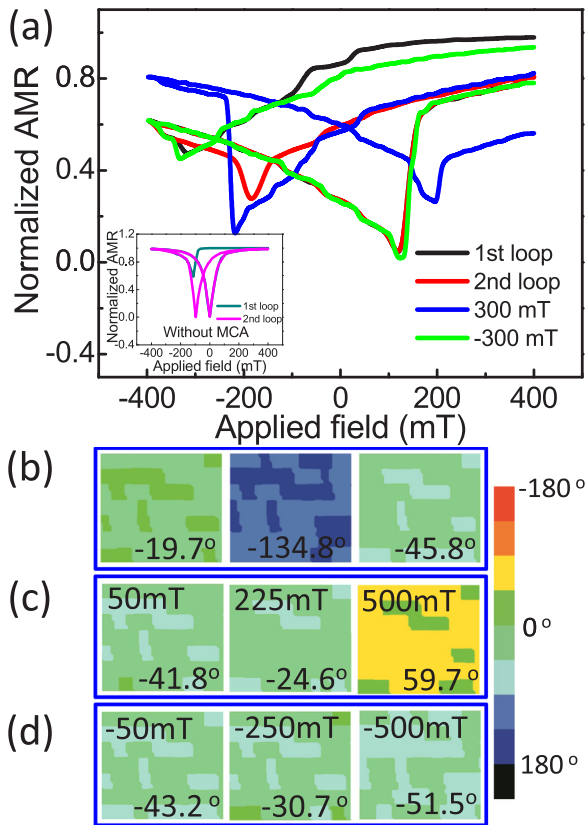 (a)
Normalized AMR
0.8
0.4
0.0
-0.4
-400
-200
0
200
400
Applied field (mT)
1st loop
2nd loop
300 mT
-300 mT
Normalized AMR
1.2
0.8
0.4
0.0
-0.4
-400
-200
0
200
400
Applied field (mT)
1st loop
2nd loop
Without MCA
(b)
-19.7°
-134.8°
-45.8°
(c)
50mT
225mT
500mT
-41.8°
-24.6°
59.7°
(d)
-50mT
-250mT
-500mT
-43.2°
-30.7°
-51.5°
-180°
0°
180°